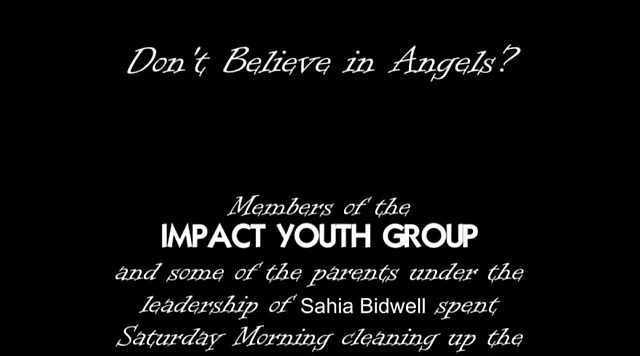 Don't Believe in Angels?
Members of the
IMPACT YOUTH GROUP
and some of the parents under the
leadership of Sahia Bidwell spent
Saturday Morning cleaning up the